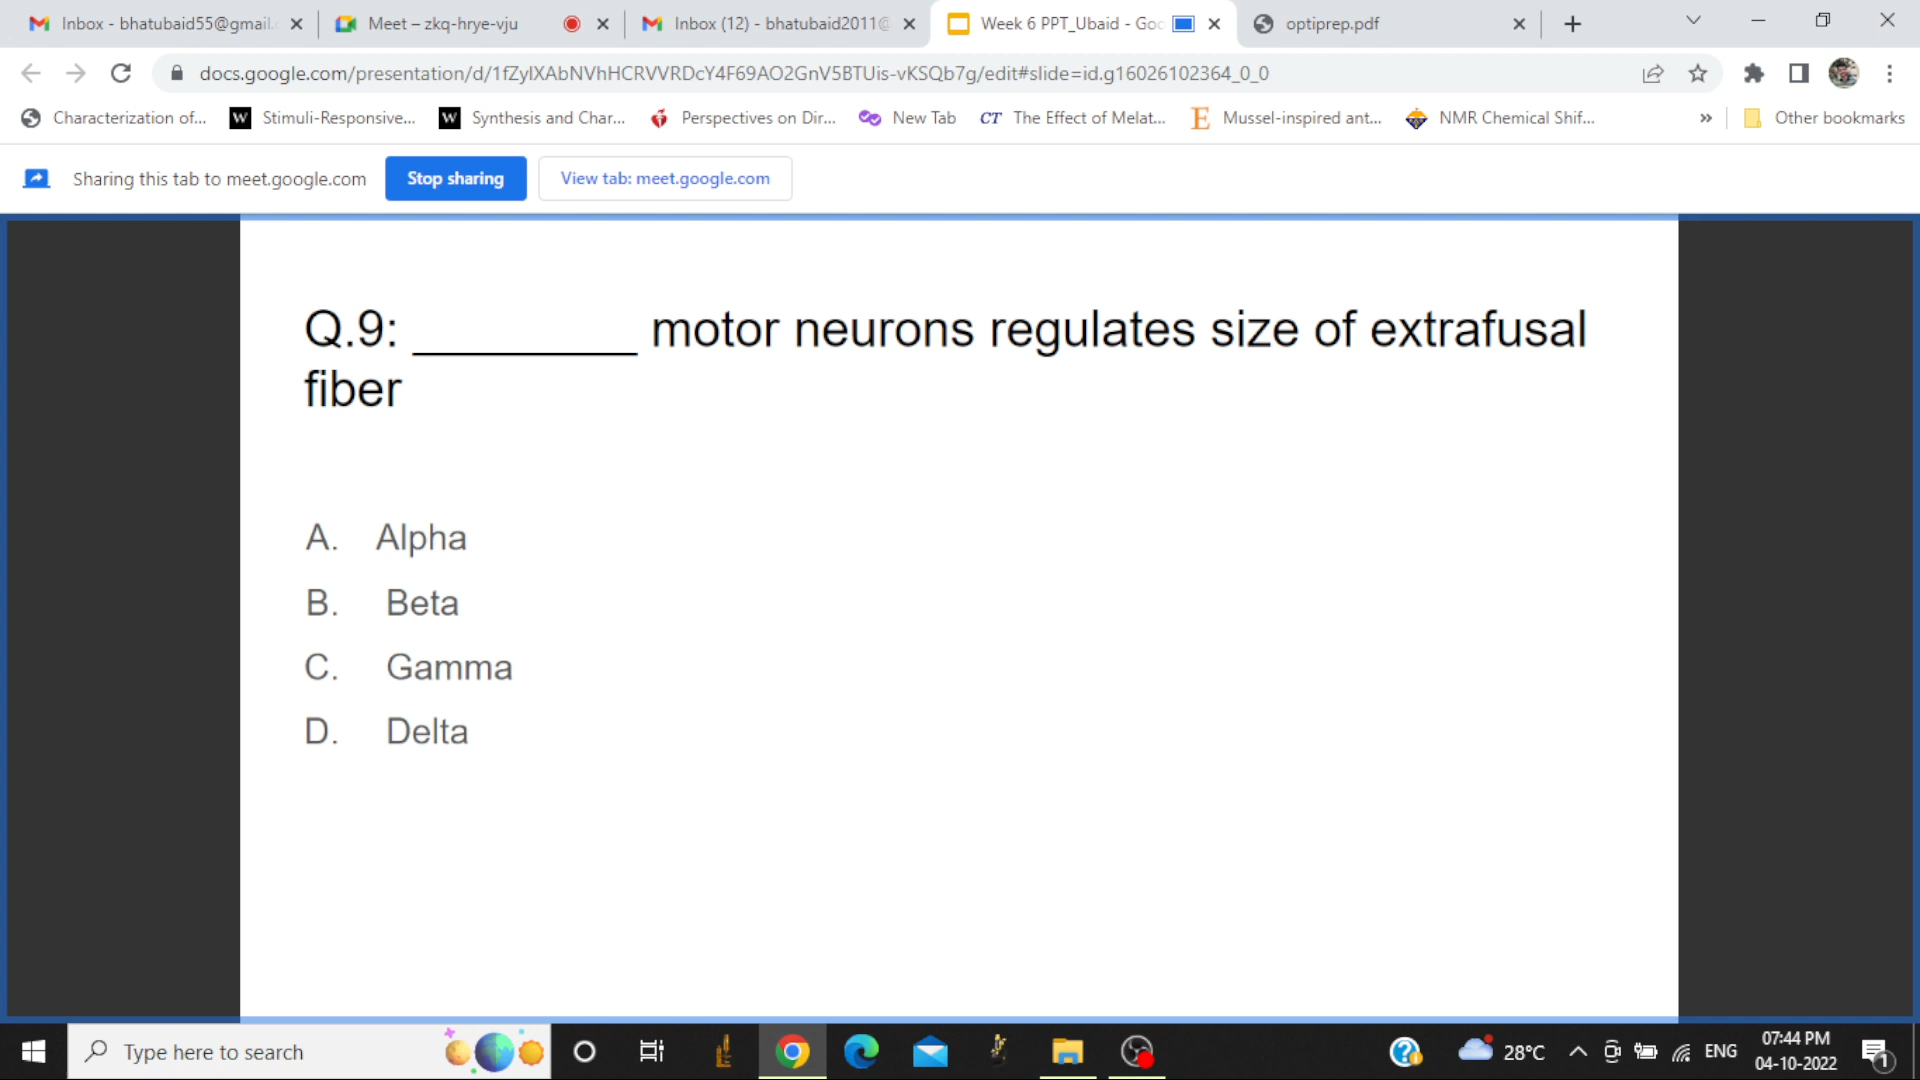 Inbox - bhatubaid55@gmail.
Meet – zkq-hrye-vju
Inbox (12) - bhatubaid2011@
Week 6 PPT_Ubaid - Goo
optiprep.pdf
docs.google.com/presentation/d/1fZylXAbNVhHCRVVRDcY4F69AO2GnV5BTUis-vKSQb7g/edit#slide=id.g16026102364_0_0
Characterization of...
W Stimuli-Responsive...
W Synthesis and Char...
Perspectives on Dir...
New Tab
CT The Effect of Melat...
E Mussel-inspired ant...
NMR Chemical Shif...
»
Other bookmarks
Sharing this tab to meet.google.com
Stop sharing
View tab: meet.google.com
Q.9: ________ motor neurons regulates size of extrafusal
fiber
A. Alpha
B. Beta
C. Gamma
D. Delta
Type here to search
28°C
ENG
07:44 PM
04-10-2022
1